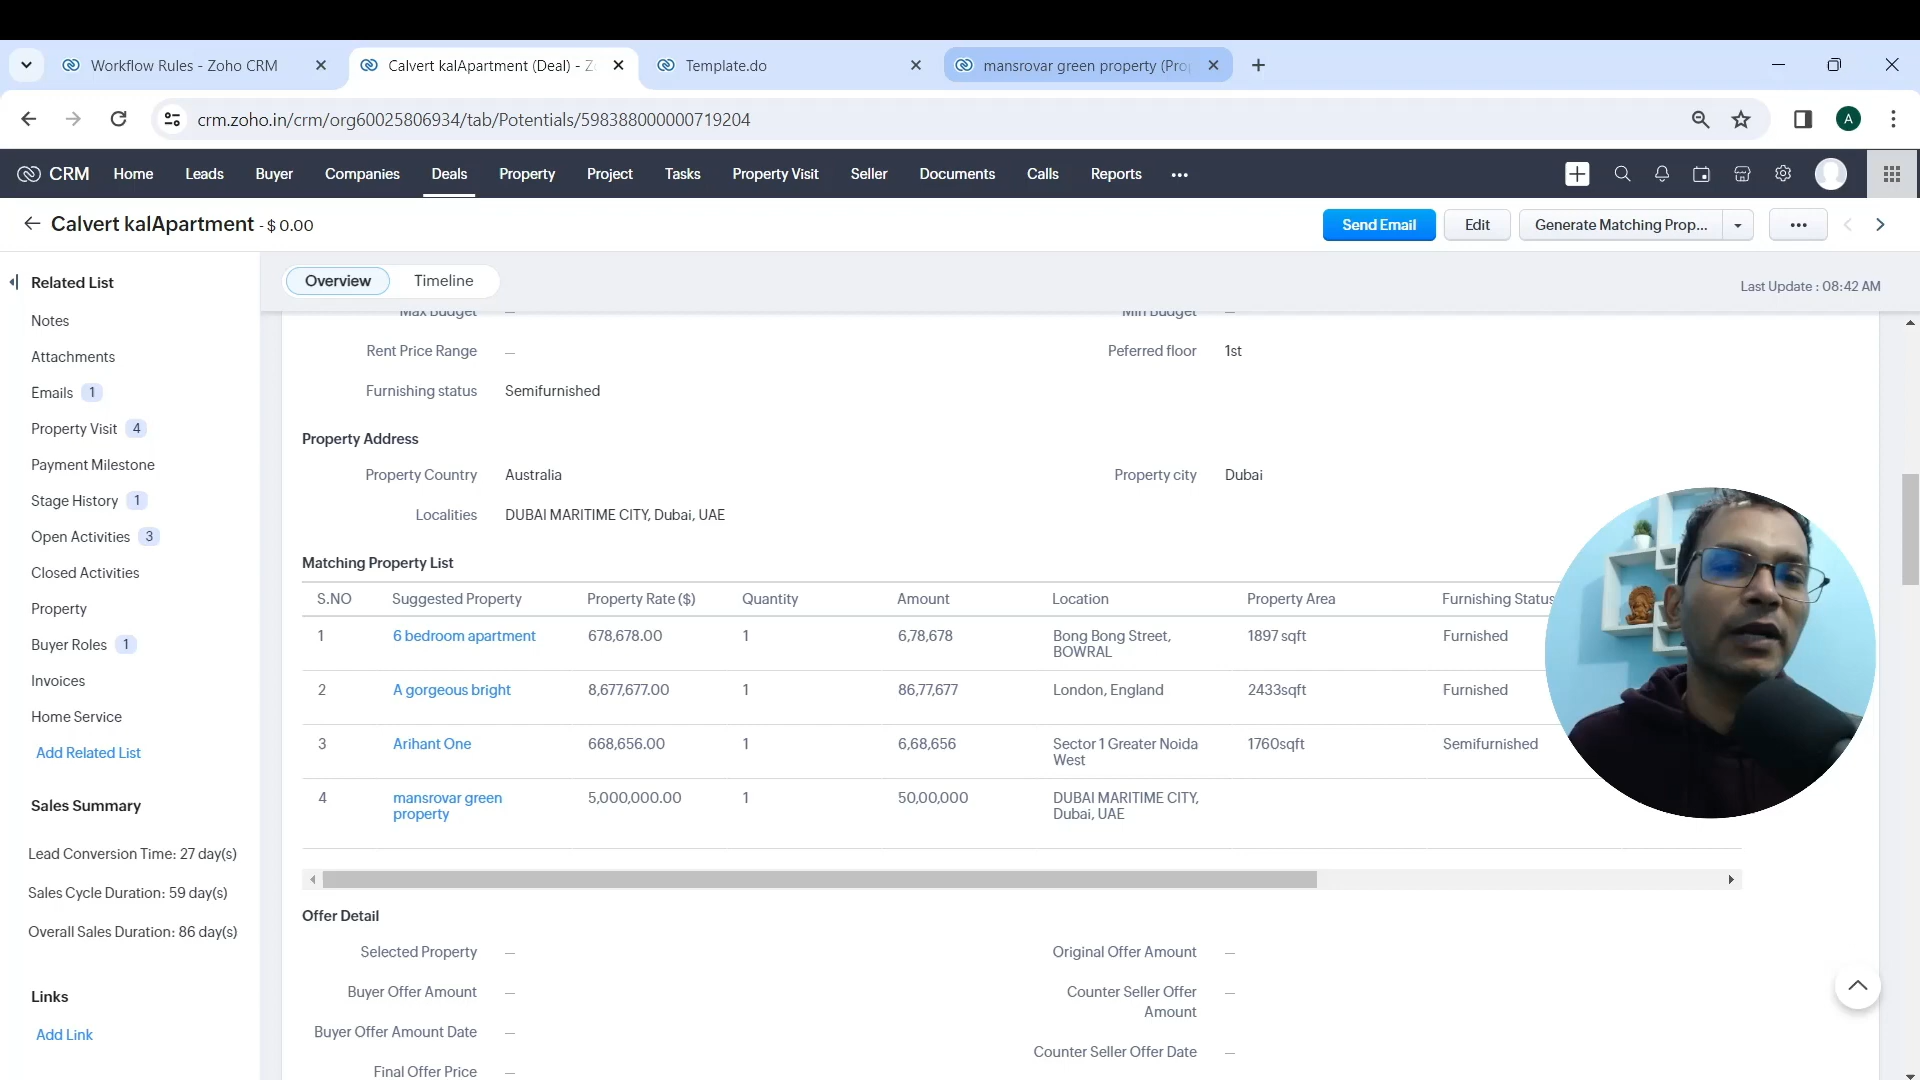 Workflow Rules - Zoho CRM
Calvert kalApartment (Deal) - Z
Template.do
mansrovar green property (Pro
crm.zoho.in/crm/org60025806934/tab/Potentials/598388000000719204
A
CRM Home Leads Buyer Companies Deals Property Project Tasks Property Visit Seller Documents Calls Reports
Calvert kalApartment - $ 0.00
Send Email Edit Generate Matching Prop...
Related List
Notes
Attachments
Emails 1
Property Visit 4
Payment Milestone
Stage History 1
Open Activities 3
Closed Activities
Property
Buyer Roles 1
Invoices
Home Service
Add Related List
Sales Summary
Lead Conversion Time: 27 day(s)
Sales Cycle Duration: 59 day(s)
Overall Sales Duration: 86 day(s)
Links
Add Link
Overview Timeline
Last Update : 08:42 AM
Max Budget — Min Budget —
Rent Price Range — Peferred floor 1st
Furnishing status Semifurnished
Property Address
Property Country Australia Property city Dubai
Localities DUBAI MARITIME CITY, Dubai, UAE
Matching Property List
S.NO Suggested Property Property Rate ($) Quantity Amount Location Property Area Furnishing Status
1 6 bedroom apartment 678,678.00 1 6,78,678 Bong Bong Street, 1897 sqft Furnished
BOWRAL
2 A gorgeous bright 8,677,677.00 1 86,77,677 London, England 2433sqft Furnished
3 Arihant One 668,656.00 1 6,68,656 Sector 1 Greater Noida 1760sqft Semifurnished
West
4 mansrovar green 5,000,000.00 1 50,00,000 DUBAI MARITIME CITY,
property Dubai, UAE
Offer Detail
Selected Property — Original Offer Amount —
Buyer Offer Amount — Counter Seller Offer —
Amount
Buyer Offer Amount Date —
Counter Seller Offer Date —
Final Offer Price —